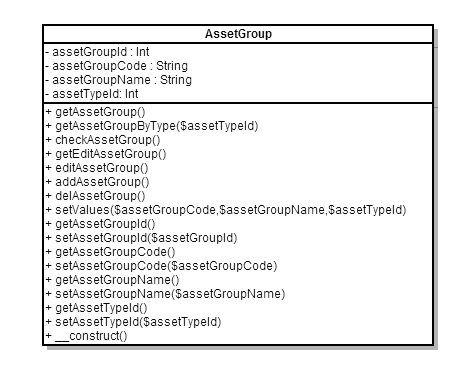 AssetGroup
- assetGroupId : Int
- assetGroupCode : String
- assetGroupName : String
- assetTypeId: Int
+ getAssetGroup()
+ getAssetGroupByType($assetTypeId)
+ checkAssetGroup()
+ getEditAssetGroup()
+ editAssetGroup()
+ addAssetGroup()
+ delAssetGroup()
+ setValues($assetGroupCode,$assetGroupName,$assetTypeId)
+ getAssetGroupId()
+ setAssetGroupId($assetGroupId)
+ getAssetGroupCode()
+ setAssetGroupCode($assetGroupCode)
+ getAssetGroupName()
+ setAssetGroupName($assetGroupName)
+ getAssetTypeId()
+ setAssetTypeId($assetTypeId)
+ __construct()